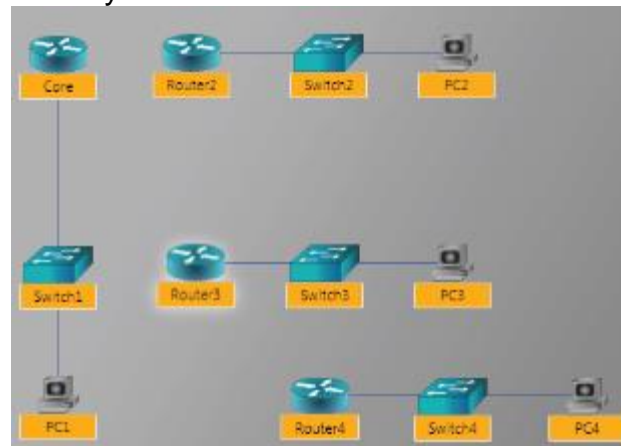 Core
Router2
Switch2
PC2
Switch1
Router3
Switch3
PC3
PC1
Router4
Switch4
PC4